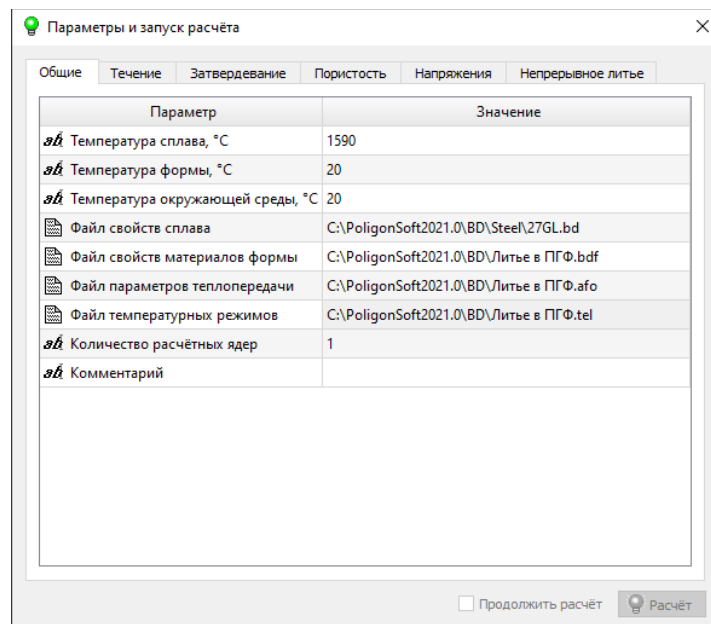 Параметры и запуск расчёта
Общие Течение Затвердевание Пористость Напряжения Непрерывное литье
Параметр Значение
Температура сплава, °C 1590
Температура формы, °C 20
Температура окружающей среды, °C 20
Файл свойств сплава C:\PoligonSoft2021.0\BD\Steel\27GL.bd
Файл свойств материалов формы C:\PoligonSoft2021.0\BD\Литье в ПГФ.bdf
Файл параметров теплопередачи C:\PoligonSoft2021.0\BD\Литье в ПГФ.afo
Файл температурных режимов C:\PoligonSoft2021.0\BD\Литье в ПГФ.tel
Количество расчётных ядер 1
Комментарий
Продолжить расчёт Расчёт